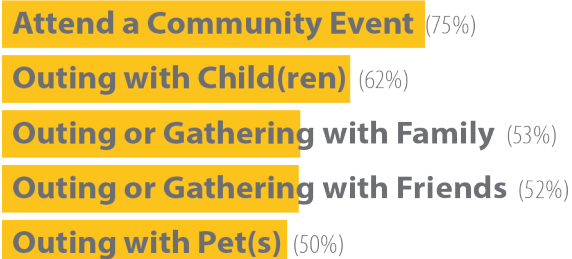 Attend a Community Event (75%)
Outing with Child(ren) (62%)
Outing or Gathering with Family (53%)
Outing or Gathering with Friends (52%)
Outing with Pet(s) (50%)